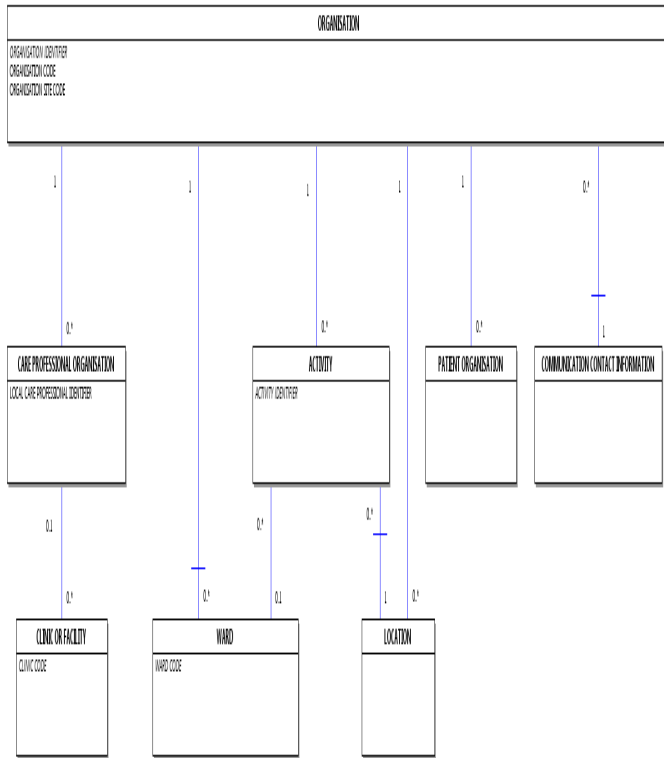 ORGANISATION
ORGANISATION IDENTIFIER
ORGANISATION CODE
ORGANISATION SITE CODE
1
1
1
1
1
0..*
0..*
0..*
0..*
1
CARE PROFESSIONAL ORGANISATION
LOCAL CARE PROFESSIONAL IDENTIFIER
ACTIVITY
ACTIVITY IDENTIFIER
PATIENT ORGANISATION
COMMUNICATION CONTACT INFORMATION
0..1
0..*
0..*
0..*
0..*
0..1
1
0..*
CLINIC OR FACILITY
CLINIC CODE
WARD
WARD CODE
LOCATION